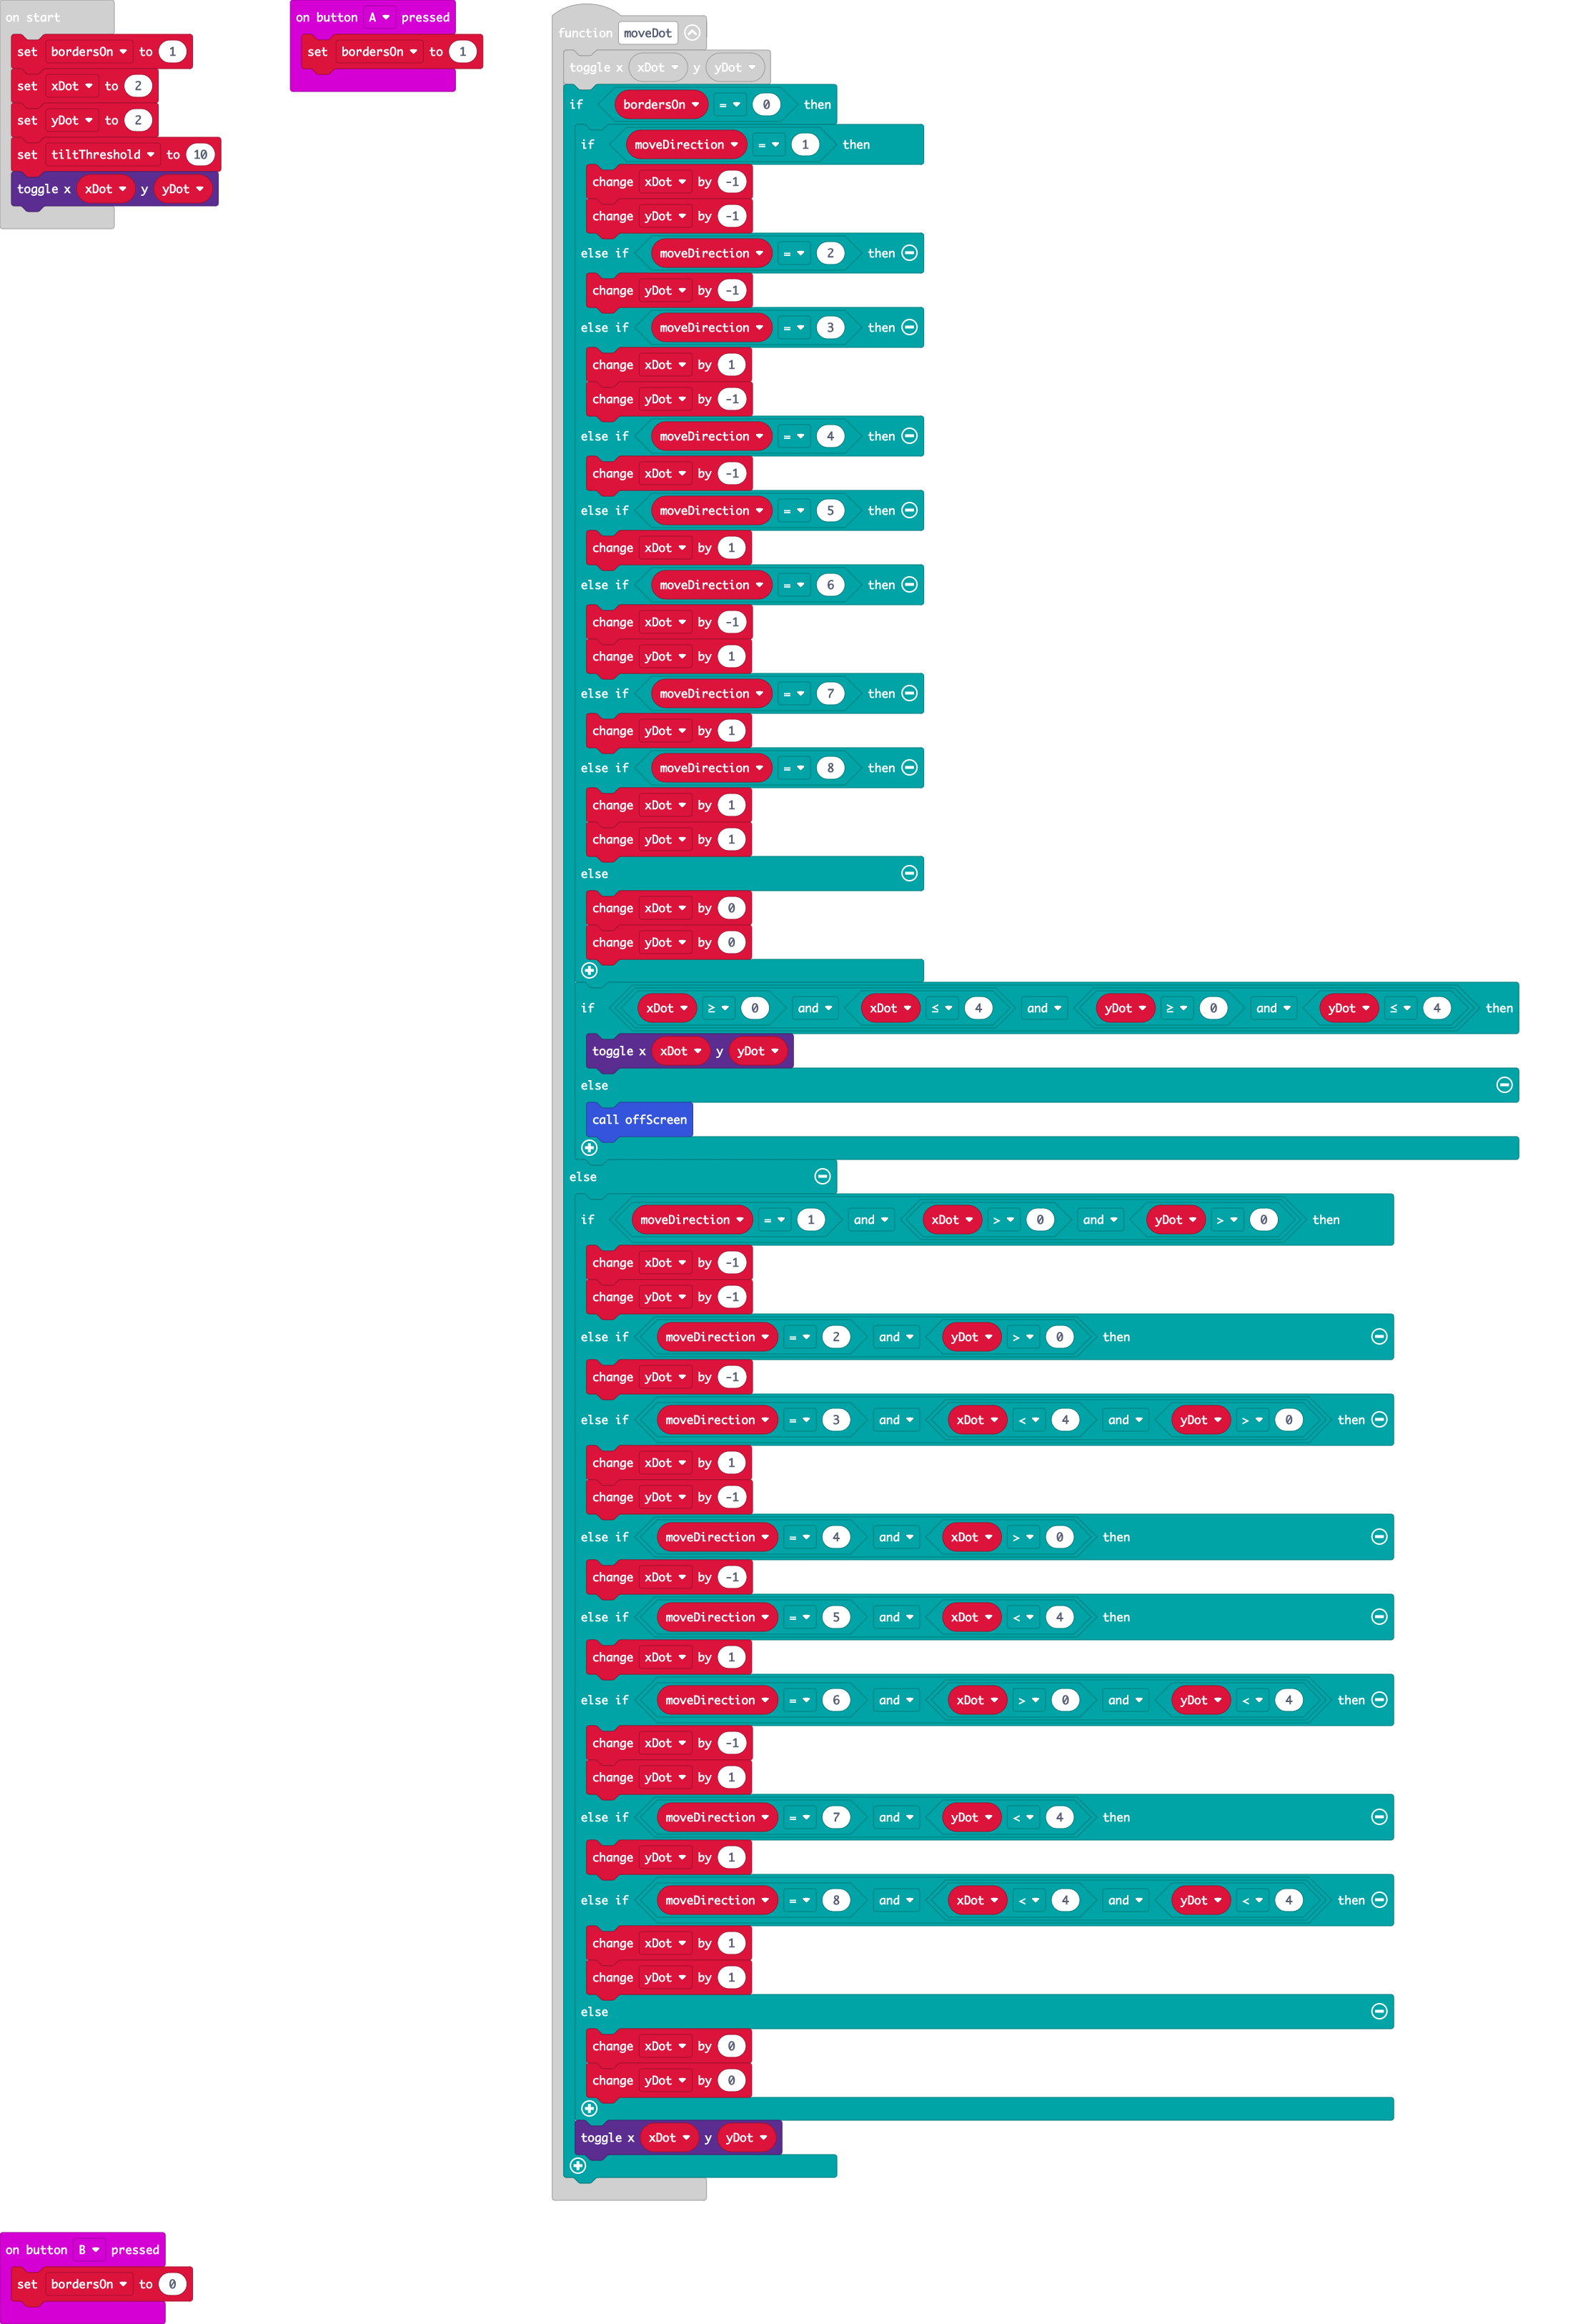 on start
set bordersOn to 1
set xDot to 2
set yDot to 2
set tiltThreshold to 10
toggle x xDot y yDot
on button A pressed
set bordersOn to 1
function moveDot
toggle x xDot y yDot
if bordersOn = 0 then
if moveDirection = 1 then
change xDot by -1
change yDot by -1
else if moveDirection = 2 then
change yDot by -1
else if moveDirection = 3 then
change xDot by 1
change yDot by -1
else if moveDirection = 4 then
change xDot by -1
else if moveDirection = 5 then
change xDot by 1
else if moveDirection = 6 then
change xDot by -1
change yDot by 1
else if moveDirection = 7 then
change yDot by 1
else if moveDirection = 8 then
change xDot by 1
change yDot by 1
else
change xDot by 0
change yDot by 0
if xDot ≥ 0 and xDot ≤ 4 and yDot ≥ 0 and yDot ≤ 4 then
toggle x xDot y yDot
else
call offScreen
else
if moveDirection = 1 and xDot > 0 and yDot > 0 then
change xDot by -1
change yDot by -1
else if moveDirection = 2 and yDot > 0 then
change yDot by -1
else if moveDirection = 3 and xDot < 4 and yDot > 0 then
change xDot by 1
change yDot by -1
else if moveDirection = 4 and xDot > 0 then
change xDot by -1
else if moveDirection = 5 and xDot < 4 then
change xDot by 1
else if moveDirection = 6 and xDot > 0 and yDot < 4 then
change xDot by -1
change yDot by 1
else if moveDirection = 7 and yDot < 4 then
change yDot by 1
else if moveDirection = 8 and xDot < 4 and yDot < 4 then
change xDot by 1
change yDot by 1
else
change xDot by 0
change yDot by 0
toggle x xDot y yDot
on button B pressed
set bordersOn to 0